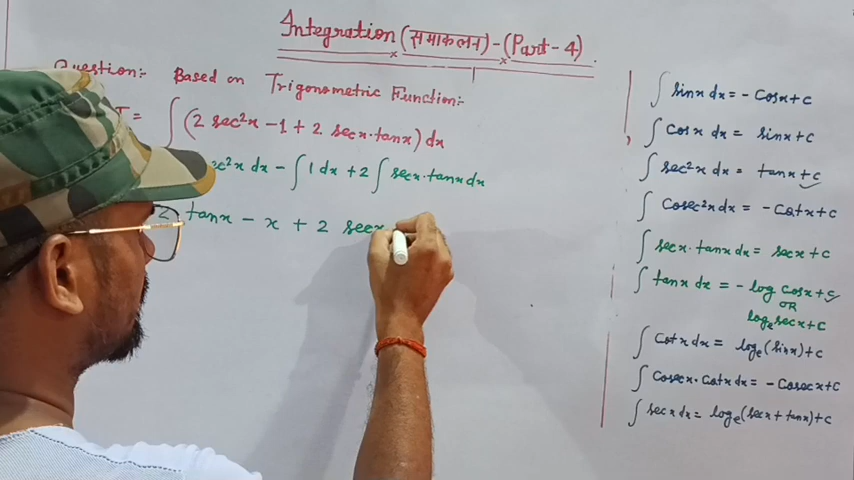 Integration (समाकलन) - (Part - 4).
Question:- Based on Trigonometric Function:-
I = ∫ (2 sec²x - 1 + 2 secx·tanx) dx
sec²x dx - ∫ 1 dx + 2 ∫ secx·tanx dx
2 tanx - x + 2 secx
∫ sinx dx = - Cosx + c
∫ Cosx dx = sinx + c
∫ sec²x dx = tanx + c
∫ Cosec²x dx = - Cotx + c
∫ secx·tanx dx = secx + c
∫ tanx dx = - log cosx + c
OR
logₑ secx + c
∫ Cotx dx = logₑ(sinx) + c
∫ Cosecx·Cotx dx = - Cosecx + c
∫ secx dx = logₑ(secx + tanx) + c